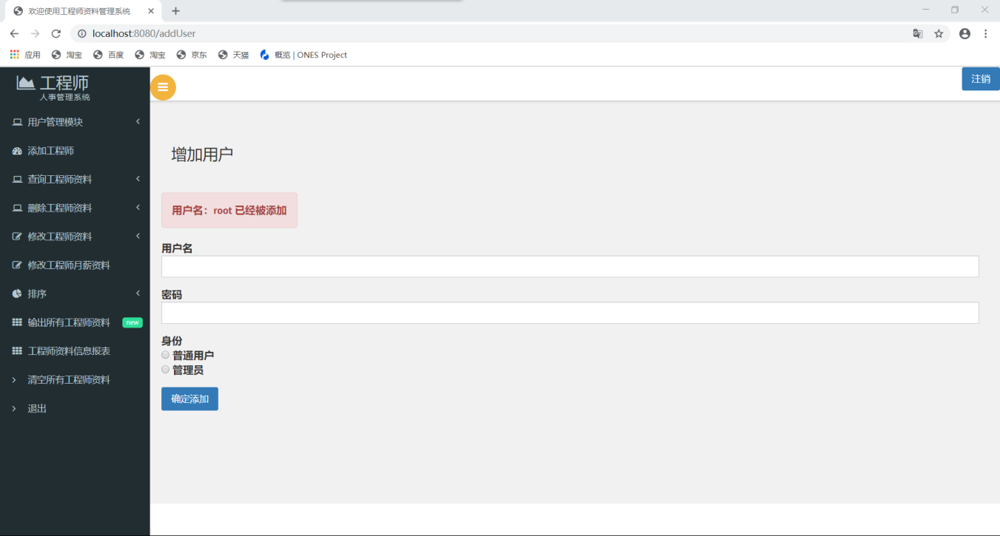 欢迎使用工程师资料管理系统
localhost:8080/addUser
应用 淘宝 百度 淘宝 京东 天猫 概览 | ONES Project
工程师
人事管理系统
注销
用户管理模块
添加工程师
查询工程师资料
删除工程师资料
修改工程师资料
修改工程师月薪资料
排序
输出所有工程师资料 new
工程师资料信息报表
清空所有工程师资料
退出
增加用户
用户名：root 已经被添加
用户名
密码
身份
普通用户
管理员
确定添加